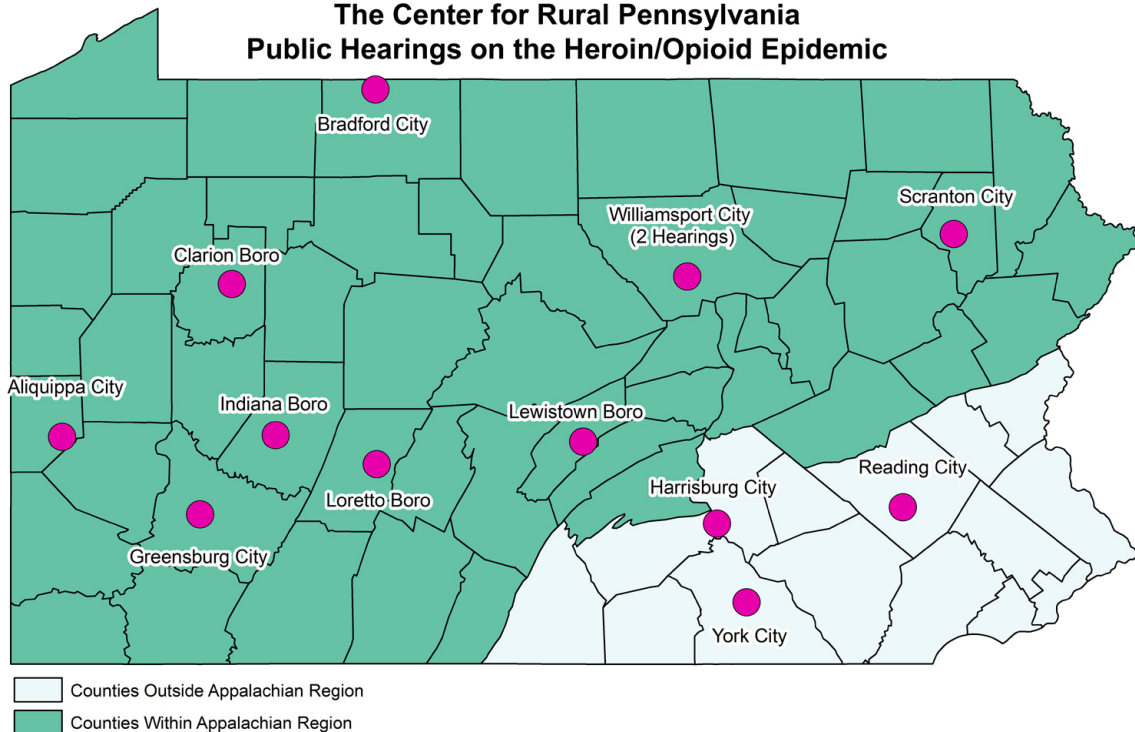 The Center for Rural Pennsylvania
Public Hearings on the Heroin/Opioid Epidemic
Bradford City
Scranton City
Williamsport City
(2 Hearings)
Clarion Boro
Aliquippa City
Indiana Boro
Lewistown Boro
Reading City
Harrisburg City
Loretto Boro
Greensburg City
York City
Counties Outside Appalachian Region
Counties Within Appalachian Region